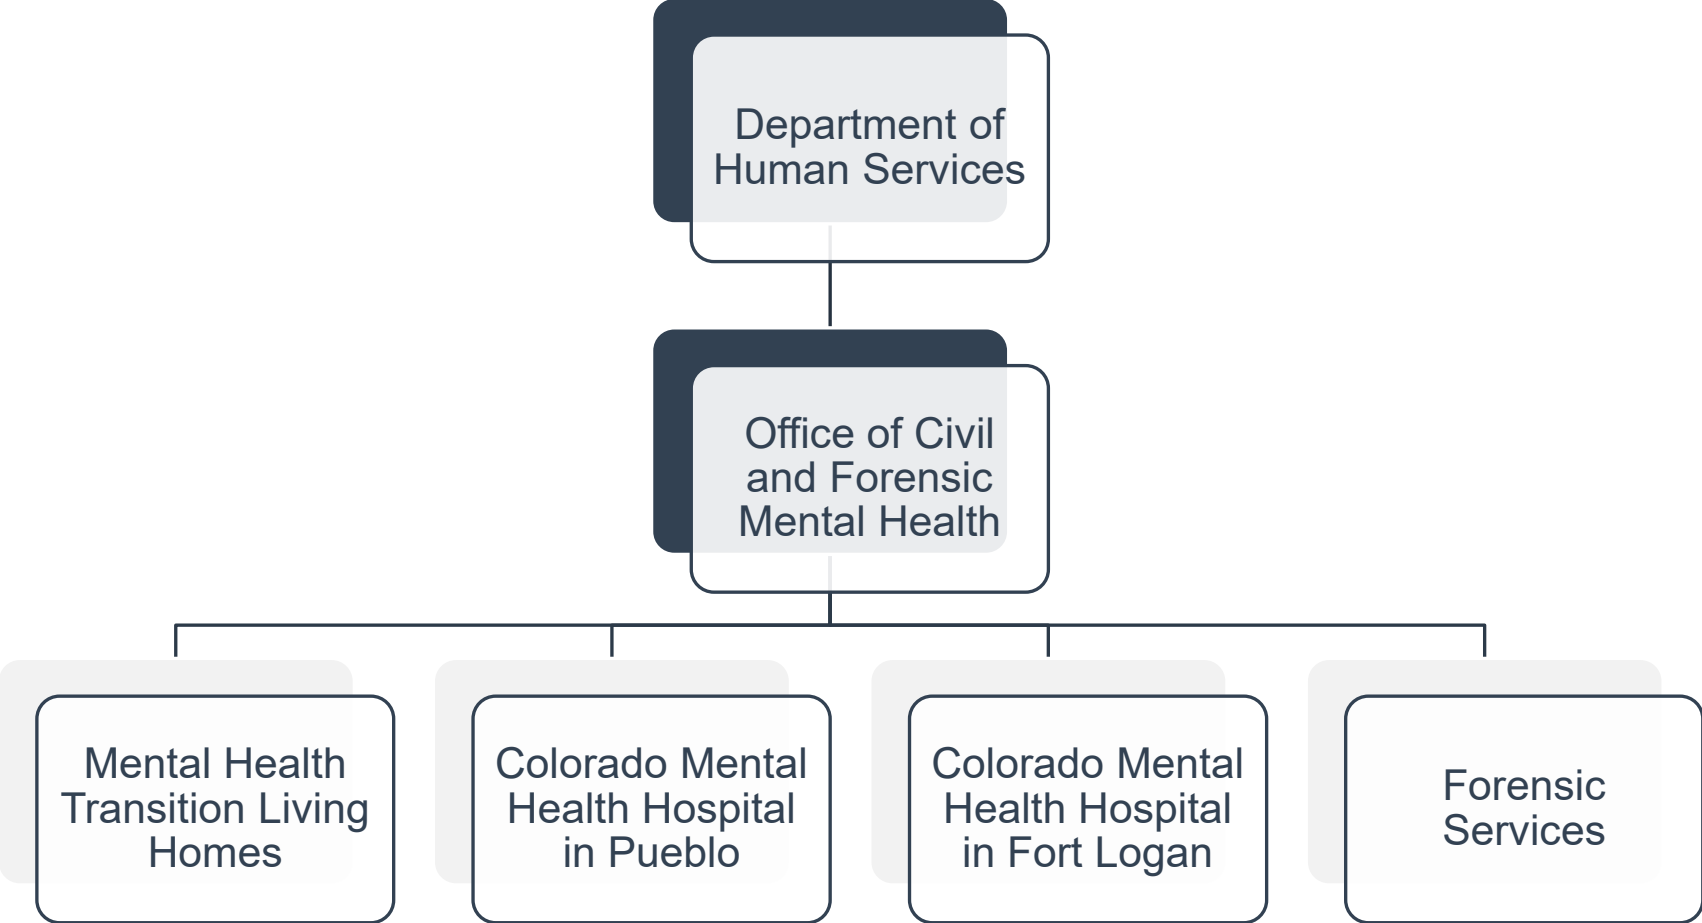 Department of
Human Services
Office of Civil
and Forensic
Mental Health
Mental Health
Transition Living
Homes
Colorado Mental
Health Hospital
in Pueblo
Colorado Mental
Health Hospital
in Fort Logan
Forensic
Services